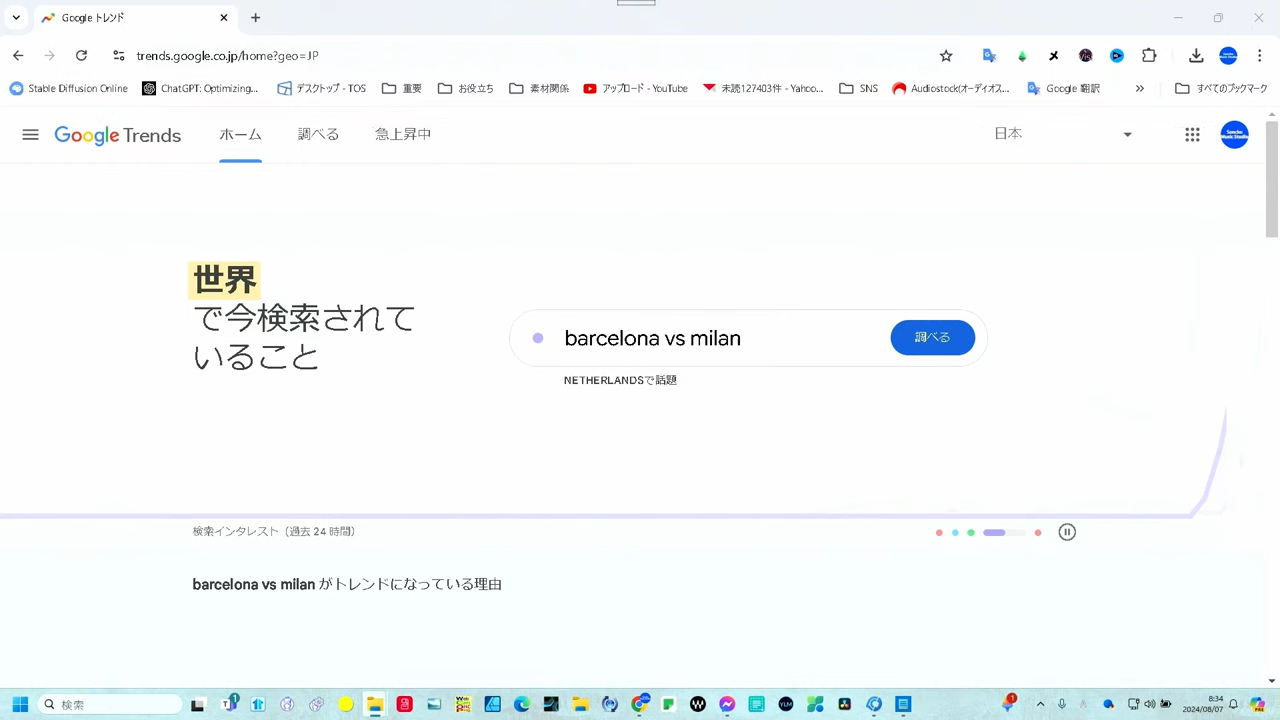 Google トレンド
trends.google.co.jp/home?geo=JP
Stable Diffusion Online
ChatGPT: Optimizing...
デスクトップ - TOS
重要
お役立ち
素材関係
アップロード - YouTube
未読127403件 - Yahoo...
SNS
Audiostock(オーディオス...
Google 翻訳
»
すべてのブックマーク
Google Trends
ホーム
調べる
急上昇中
日本
世界
で今検索されて
いること
barcelona vs milan
調べる
NETHERLANDSで話題
検索インタレスト（過去 24 時間）
barcelona vs milan がトレンドになっている理由
検索
8:34
2024/08/07